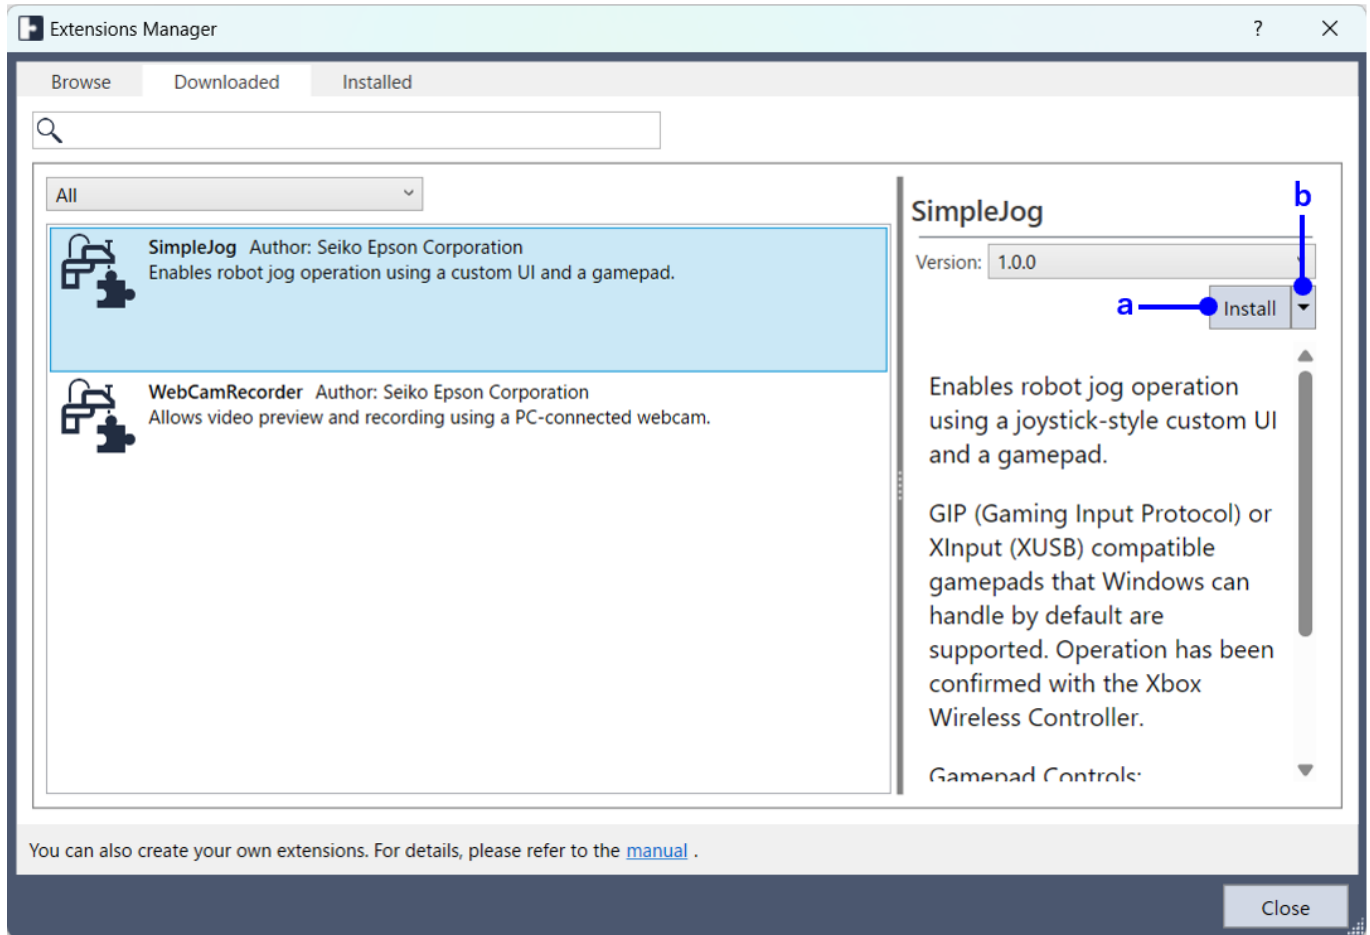 Extensions Manager
?
Browse Downloaded Installed
All
SimpleJog Author: Seiko Epson Corporation
Enables robot jog operation using a custom UI and a gamepad.
WebCamRecorder Author: Seiko Epson Corporation
Allows video preview and recording using a PC-connected webcam.
b
SimpleJog
Version: 1.0.0
a Install
Enables robot jog operation
using a joystick-style custom UI
and a gamepad.
GIP (Gaming Input Protocol) or
XInput (XUSB) compatible
gamepads that Windows can
handle by default are
supported. Operation has been
confirmed with the Xbox
Wireless Controller.
Gamepad Controls:
You can also create your own extensions. For details, please refer to the manual .
Close